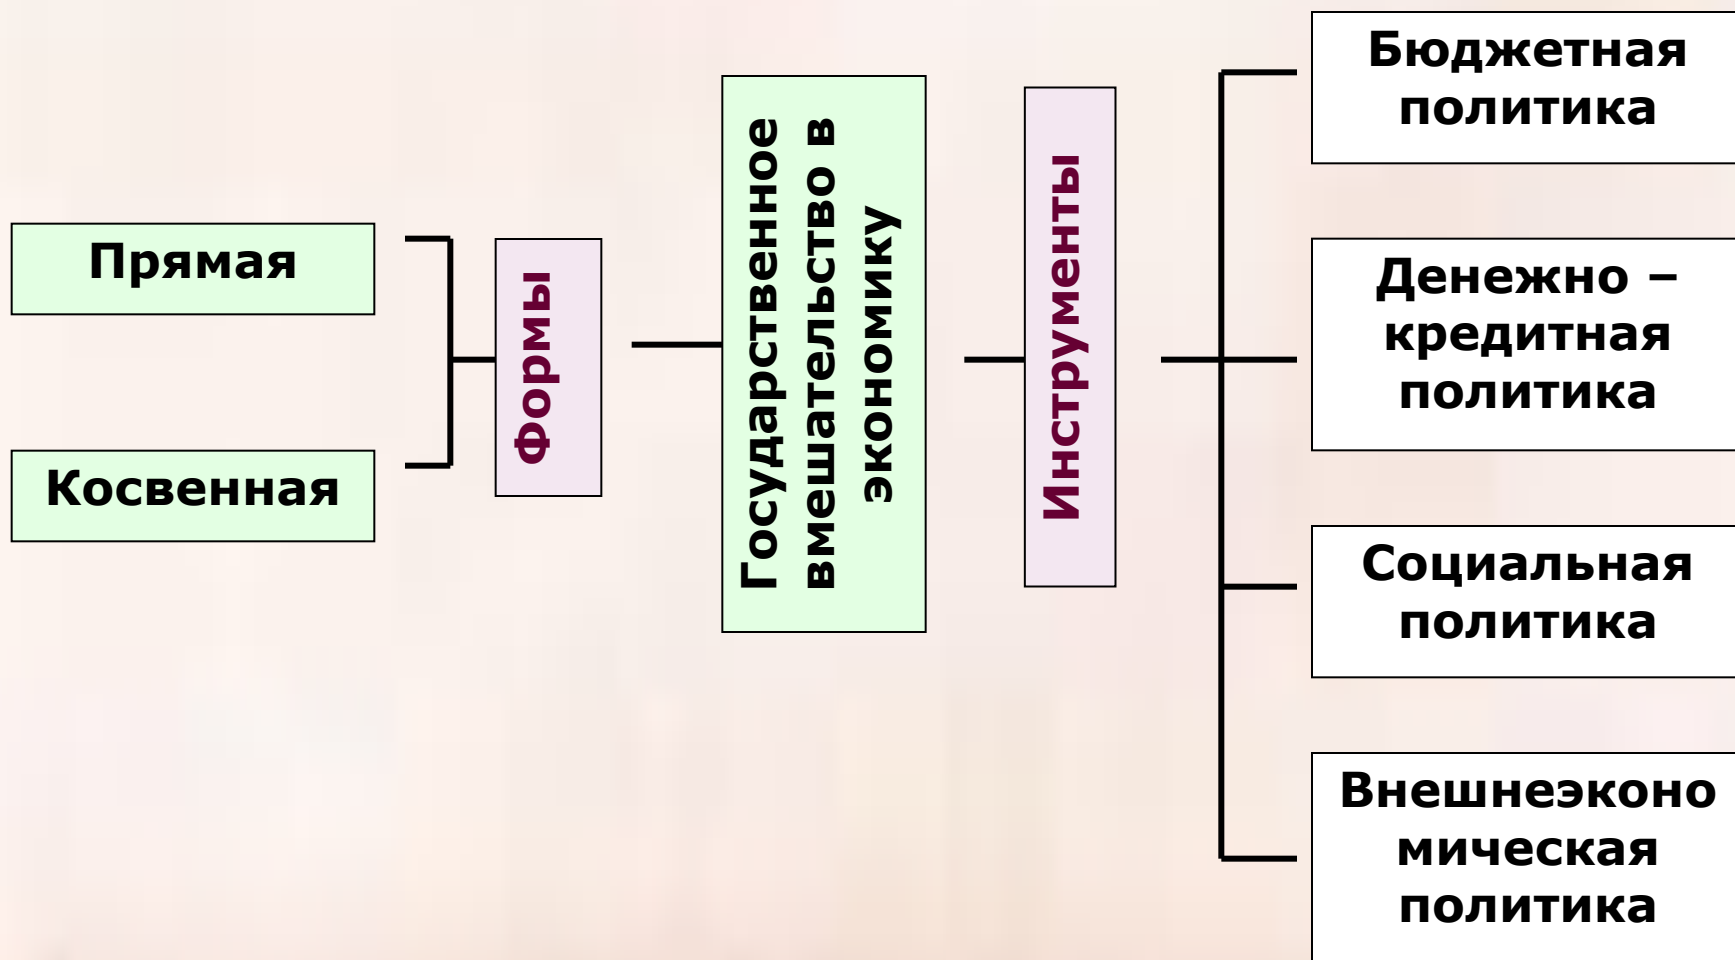 Прямая
Косвенная
Формы
Государственное
вмешательство в
экономику
Инструменты
Бюджетная
политика
Денежно –
кредитная
политика
Социальная
политика
Внешнеэконо
мическая
политика